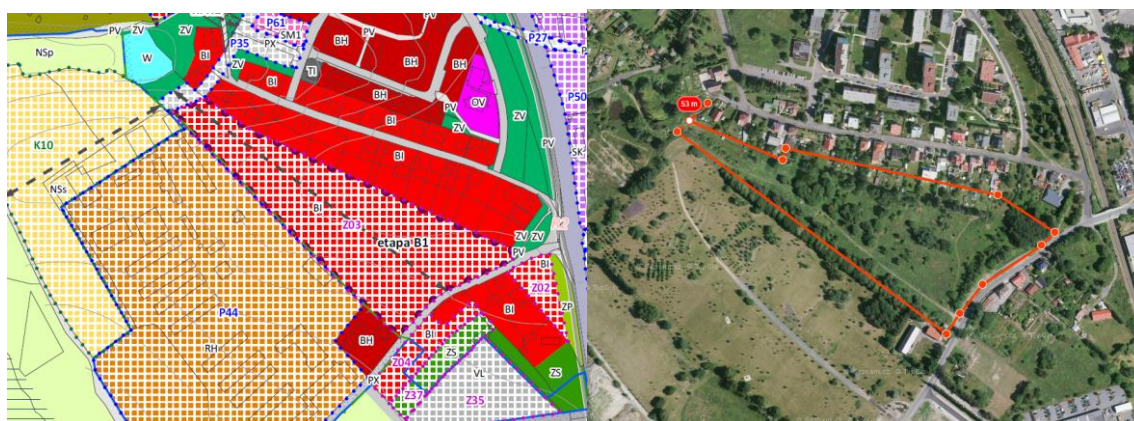 P61
PV ZV
ZV
SM1
PV
P27
NSp
BI
P35
PX
BH
W
ZV
BH
BH
P50
BI
TI
BH
PV
OV
ZV
ZV
PV
SK
K10
BI
BI
NSs
BI
Z03
etapa B1
ZV
ZV
PV
BI
Z02
P44
BI
ZP
BI
RH
BH
ZS
Z04
VL
ZS
PX
Z37
Z35
53 m